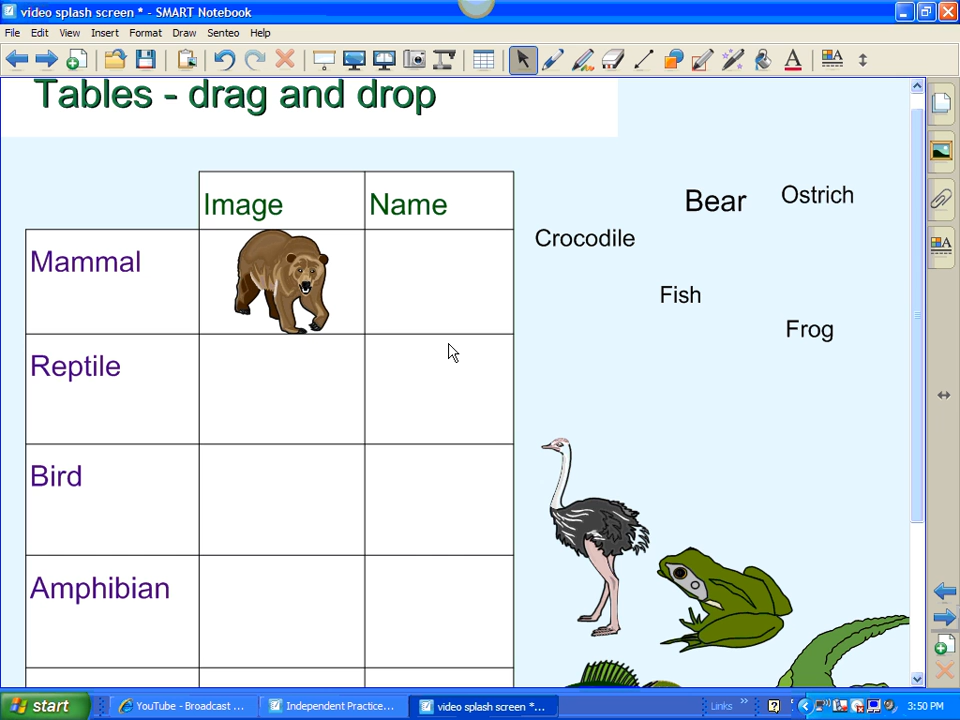 video splash screen * - SMART Notebook
File Edit View Insert Format Draw Senteo Help
Tables - drag and drop
Image Name
Bear Ostrich
Crocodile
Mammal
Fish
Frog
Reptile
Bird
Amphibian
start YouTube - Broadcast ... Independent Practice... video splash screen *... Links 3:50 PM